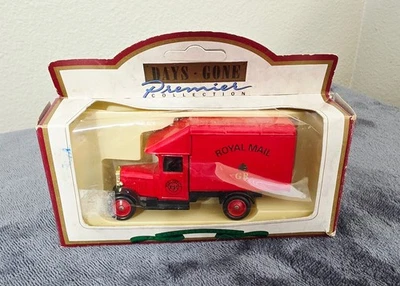 DAYS · GONE
Premier
COLLECTION
ROYAL MAIL
G R